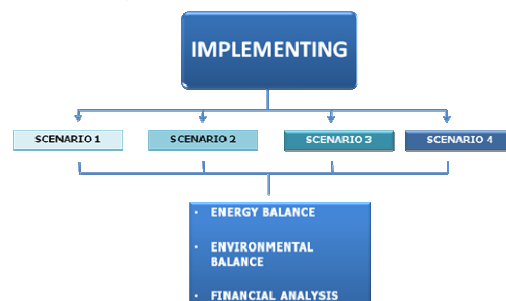 IMPLEMENTING
SCENARIO 1 SCENARIO 2 SCENARIO 3 SCENARIO 4
• ENERGY BALANCE
• ENVIRONMENTAL
BALANCE
• FINANCIAL ANALYSIS